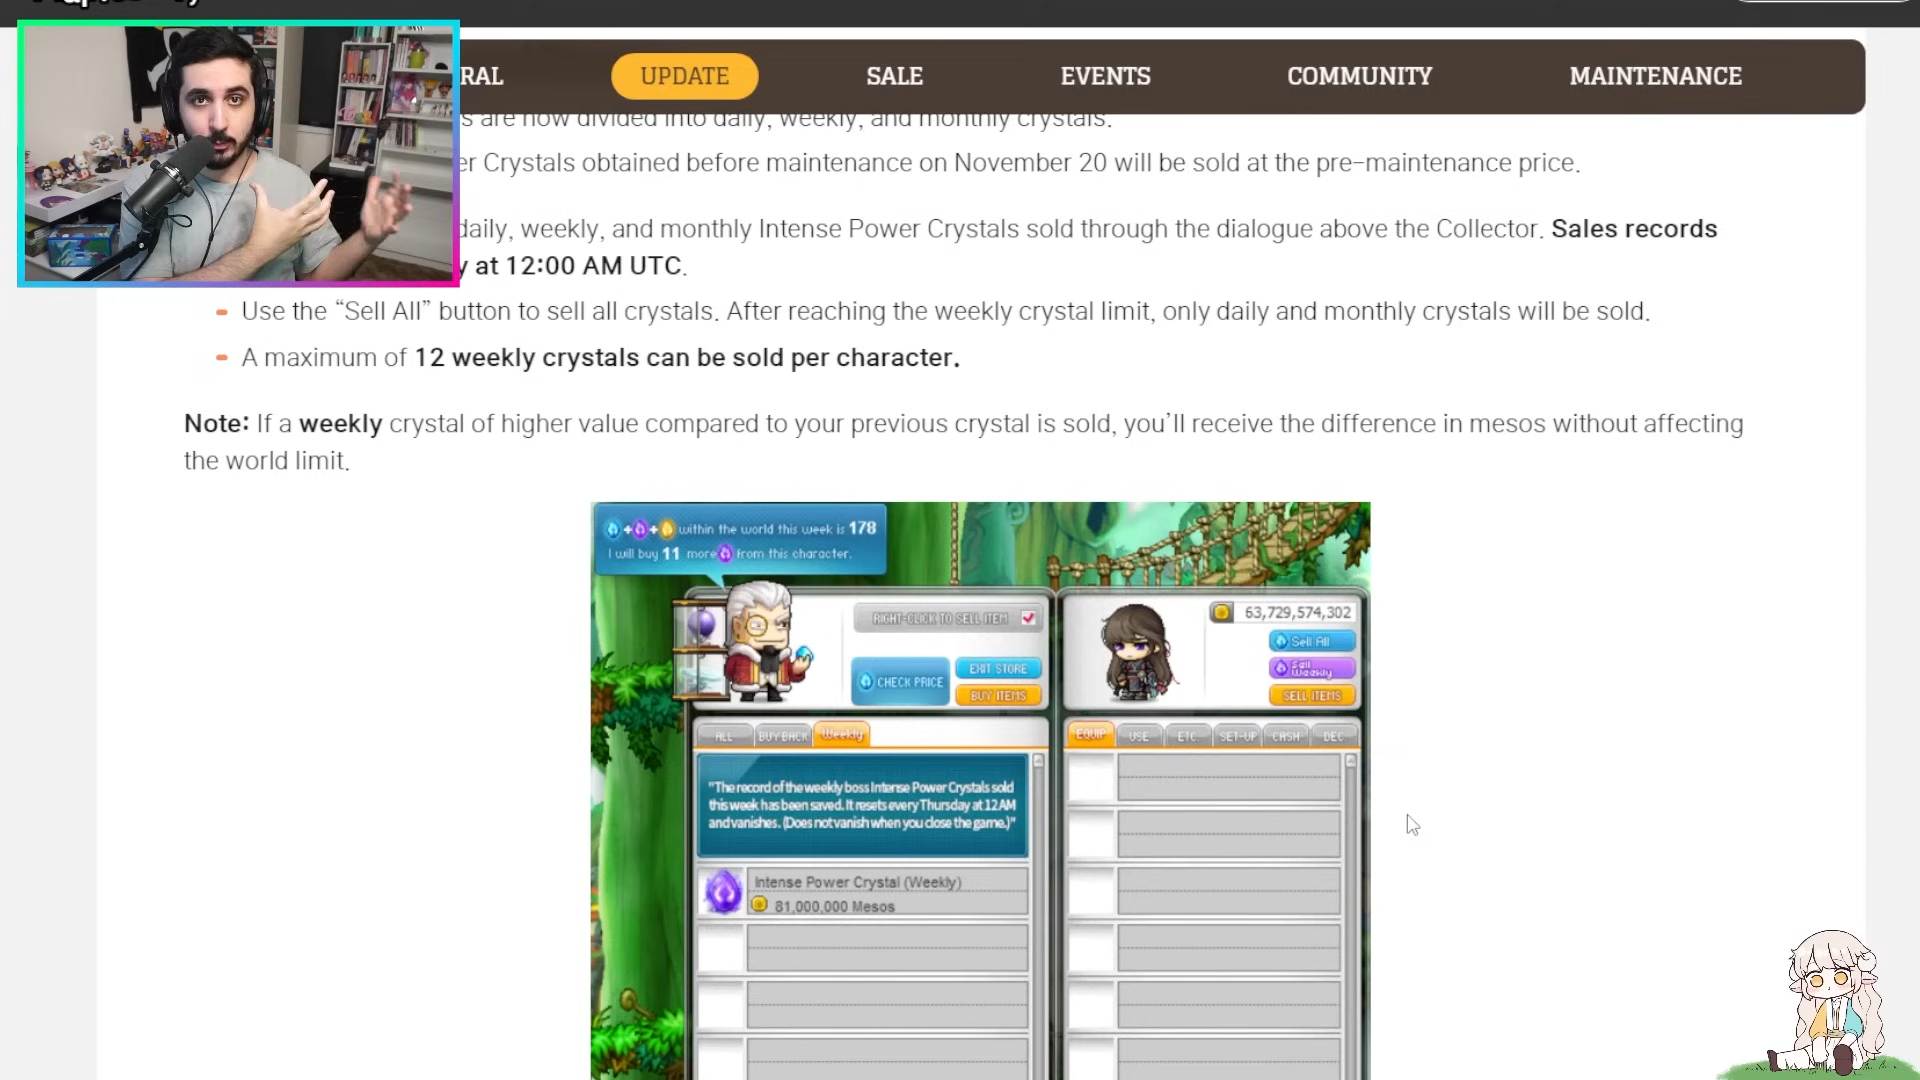 RAL
UPDATE
SALE
EVENTS
COMMUNITY
MAINTENANCE
s are now divided into daily, weekly, and monthly crystals.
er Crystals obtained before maintenance on November 20 will be sold at the pre-maintenance price.
daily, weekly, and monthly Intense Power Crystals sold through the dialogue above the Collector. Sales records
y at 12:00 AM UTC.
Use the “Sell All” button to sell all crystals. After reaching the weekly crystal limit, only daily and monthly crystals will be sold.
A maximum of 12 weekly crystals can be sold per character.
Note: If a weekly crystal of higher value compared to your previous crystal is sold, you’ll receive the difference in mesos without affecting
the world limit.
+ + within the world this week is 178
I will buy 11 more from this character.
RIGHT-CLICK TO SELL ITEM
CHECK PRICE
EXIT STORE
BUY ITEMS
63,729,574,302
Sell All
Sell
Weekly
SELL ITEMS
ALL
BUY BACK
Weekly
EQUIP
USE
ETC.
SET-UP
CASH
DEC
"The record of the weekly boss Intense Power Crystals sold
this week has been saved. It resets every Thursday at 12AM
and vanishes. (Does not vanish when you close the game.)"
Intense Power Crystal (Weekly)
81,000,000 Mesos